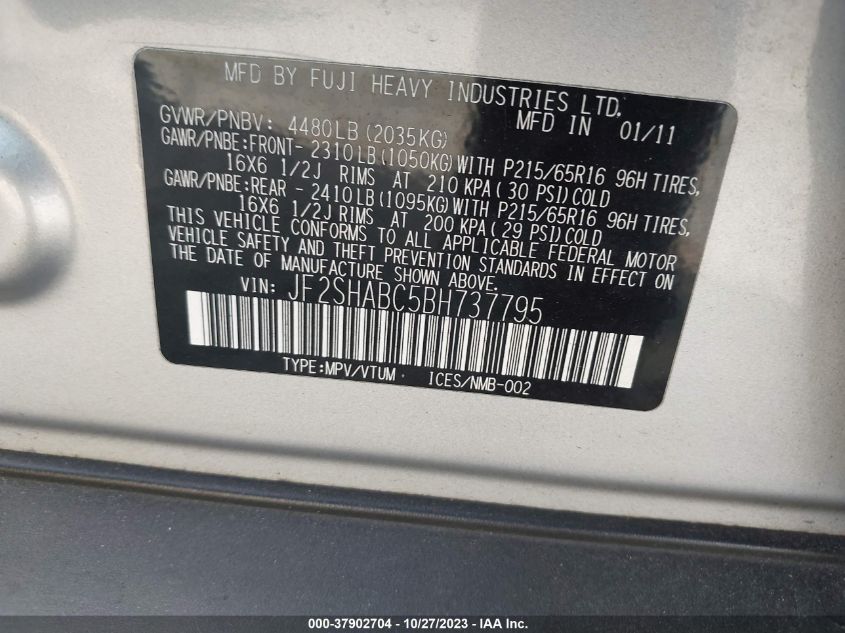 MFD BY FUJI HEAVY INDUSTRIES LTD.
MFD IN 01/11
GVWR/PNBV: 4480LB(2035KG)
GAWR/PNBE:FRONT-2310LB(1050KG)WITH P215/65R16 96H TIRES,
16X6 1/2J RIMS AT 210 KPA(30 PSI)COLD
GAWR/PNBE:REAR - 2410LB(1095KG)WITH P215/65R16 96H TIRES,
16X6 1/2J RIMS AT 200 KPA(29 PSI)COLD
THIS VEHICLE CONFORMS TO ALL APPLICABLE FEDERAL MOTOR
VEHICLE SAFETY AND THEFT PREVENTION STANDARDS IN EFFECT ON
THE DATE OF MANUFACTURE SHOWN ABOVE.
VIN: JF2SHABC5BH737795
TYPE:MPV/VTUM ICES/NMB-002
000-37902704 - 10/27/2023 - IAA Inc.